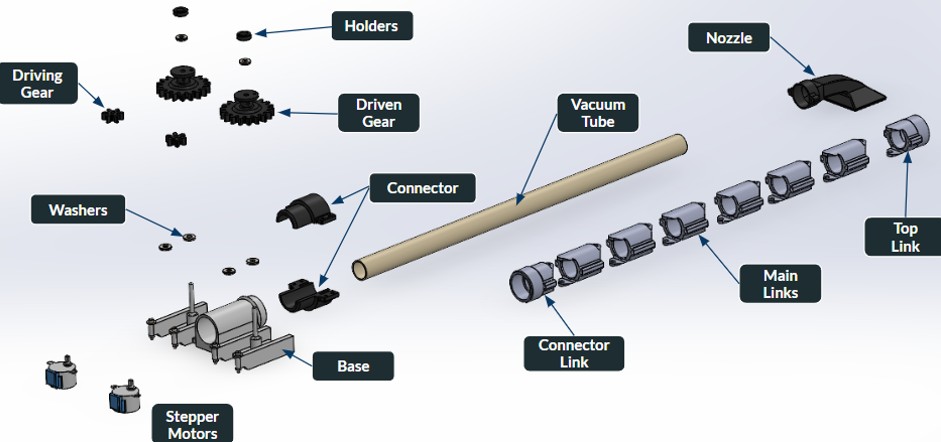 Holders
Nozzle
Driving
Gear
Driven
Gear
Vacuum
Tube
Connector
Washers
Top
Link
Main
Links
Connector
Link
Base
Stepper
Motors